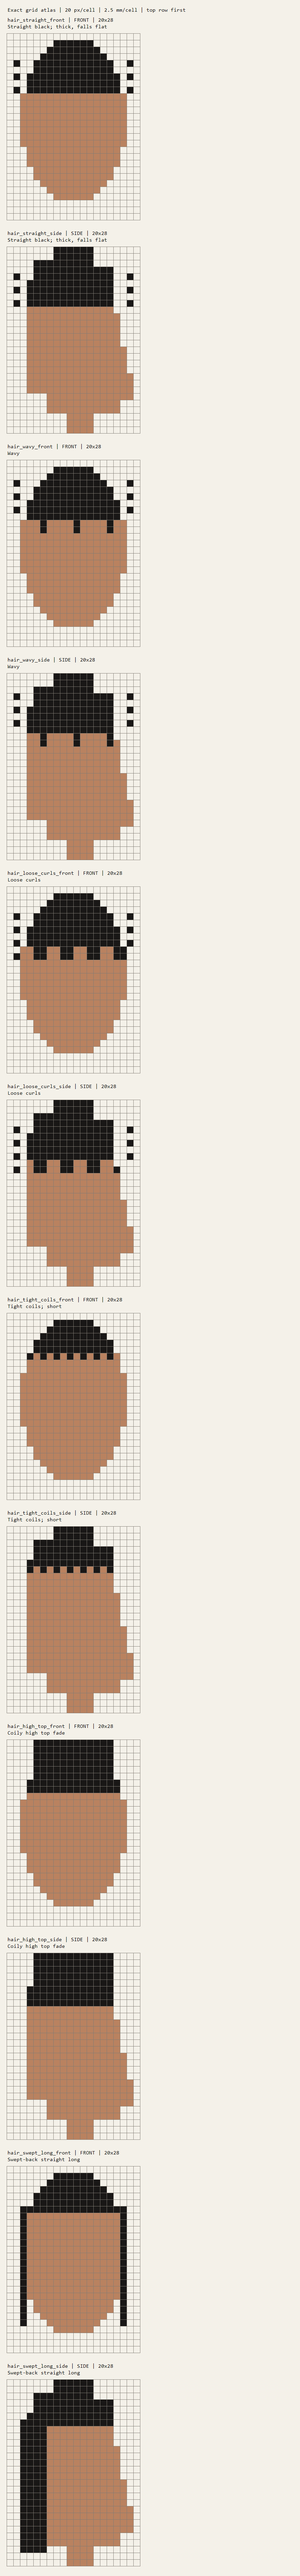 Exact grid atlas | 20 px/cell | 2.5 mm/cell | top row first
hair_straight_front | FRONT | 20x28
Straight black; thick, falls flat
hair_straight_side | SIDE | 20x28
Straight black; thick, falls flat
hair_wavy_front | FRONT | 20x28
Wavy
hair_wavy_side | SIDE | 20x28
Wavy
hair_loose_curls_front | FRONT | 20x28
Loose curls
hair_loose_curls_side | SIDE | 20x28
Loose curls
hair_tight_coils_front | FRONT | 20x28
Tight coils; short
hair_tight_coils_side | SIDE | 20x28
Tight coils; short
hair_high_top_front | FRONT | 20x28
Coily high top fade
hair_high_top_side | SIDE | 20x28
Coily high top fade
hair_swept_long_front | FRONT | 20x28
Swept-back straight long
hair_swept_long_side | SIDE | 20x28
Swept-back straight long